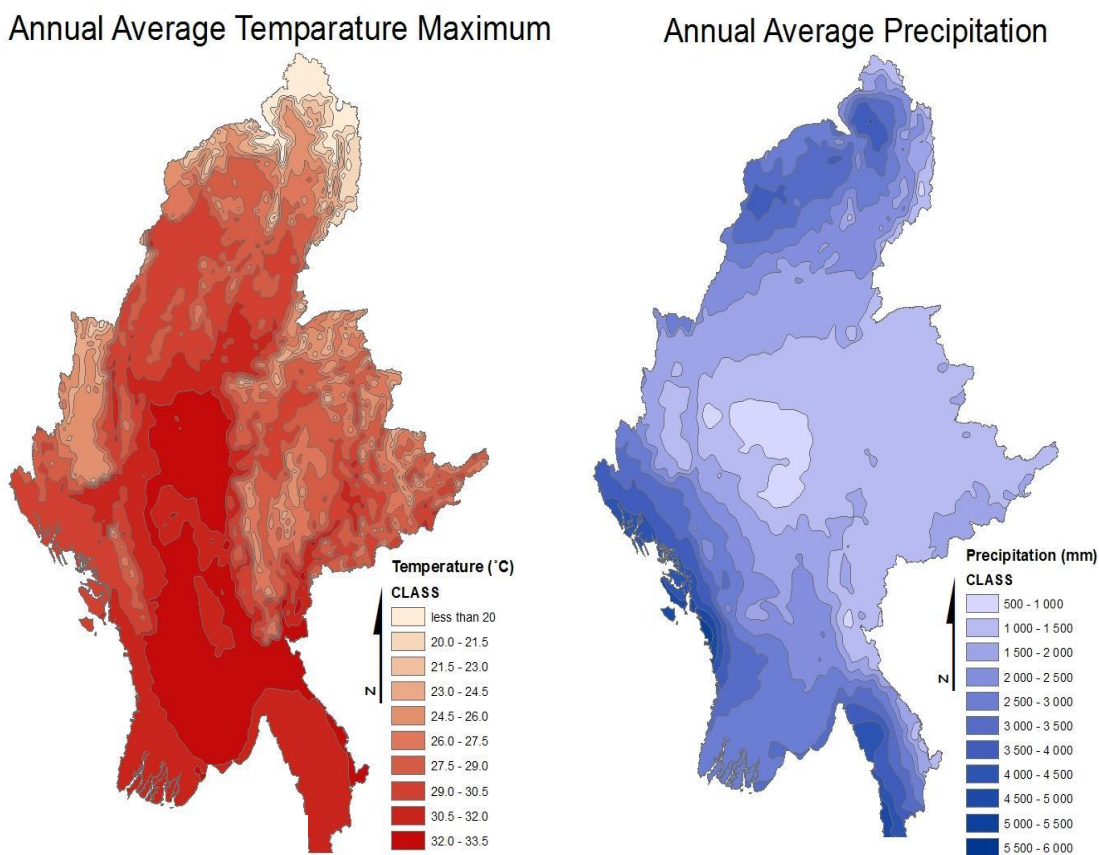 Annual Average Temparature Maximum
Annual Average Precipitation
Temperature (˚C)
CLASS
less than 20
20.0 - 21.5
21.5 - 23.0
23.0 - 24.5
24.5 - 26.0
26.0 - 27.5
27.5 - 29.0
29.0 - 30.5
30.5 - 32.0
32.0 - 33.5
N
Precipitation (mm)
CLASS
500 - 1 000
1 000 - 1 500
1 500 - 2 000
2 000 - 2 500
2 500 - 3 000
3 000 - 3 500
3 500 - 4 000
4 000 - 4 500
4 500 - 5 000
5 000 - 5 500
5 500 - 6 000
N